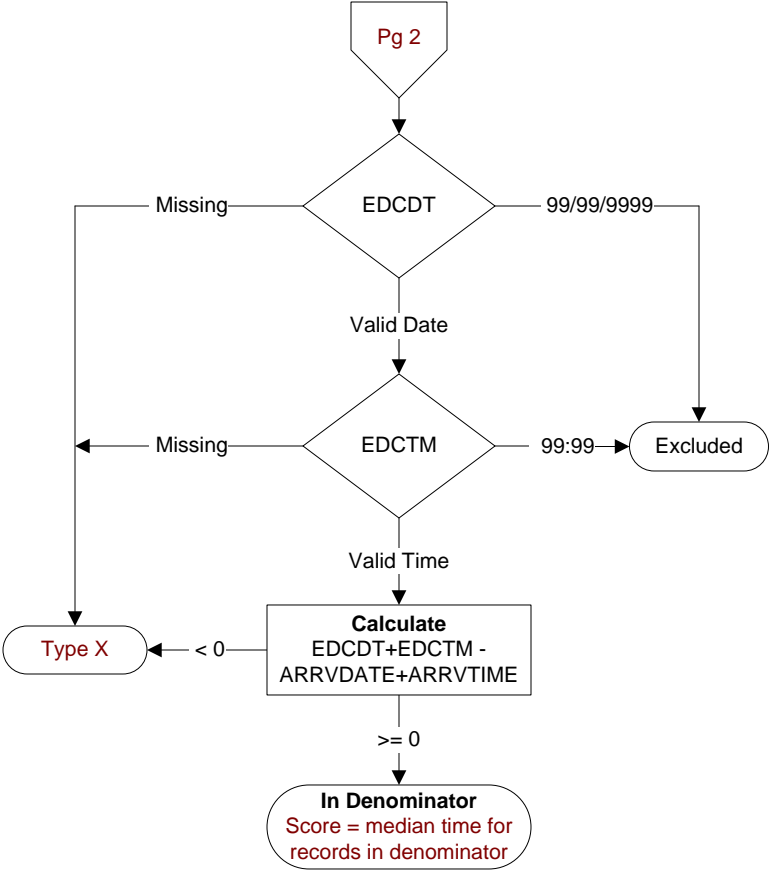 Pg 2
EDCDT
Missing
99/99/9999
Valid Date
EDCTM
Missing
99:99
Excluded
Valid Time
Calculate
EDCDT+EDCTM -
ARRVDATE+ARRVTIME
Type X
< 0
>= 0
In Denominator
Score = median time for
records in denominator